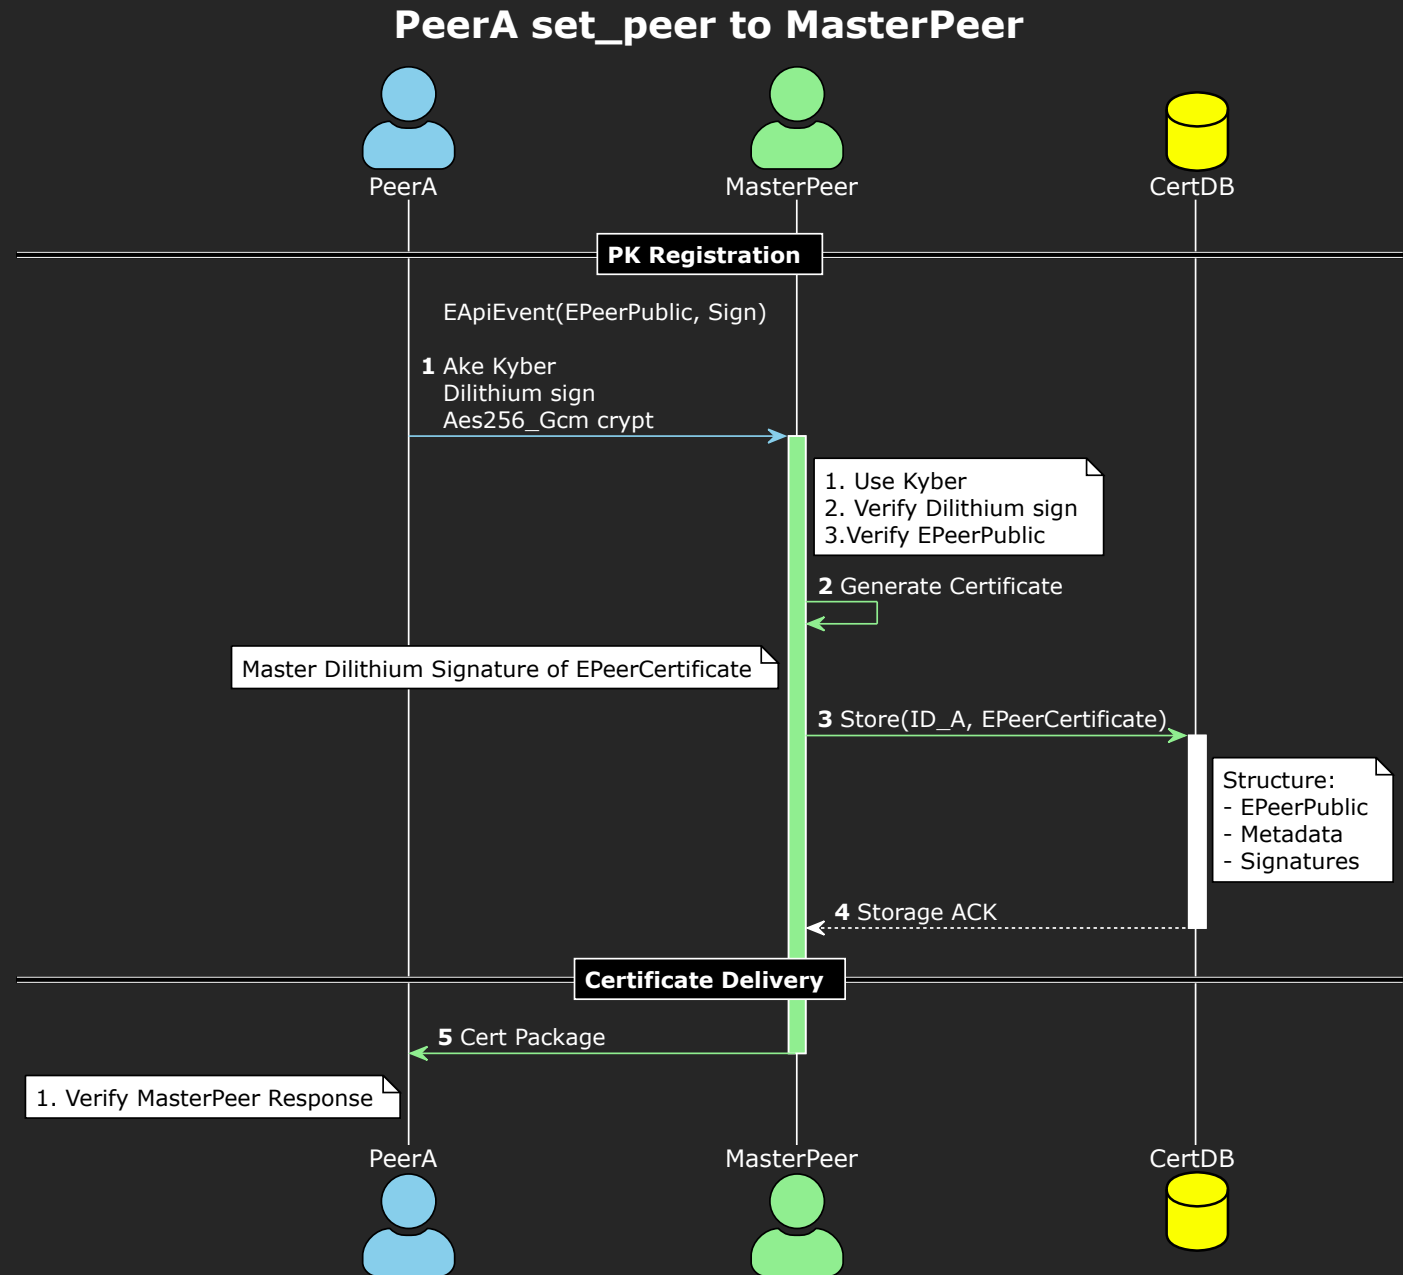 PeerA set_peer to MasterPeer
PeerA
MasterPeer
CertDB
PK Registration
EApiEvent(EPeerPublic, Sign)
1 Ake Kyber
Dilithium sign
Aes256_Gcm crypt
1. Use Kyber
2. Verify Dilithium sign
3.Verify EPeerPublic
2 Generate Certificate
Master Dilithium Signature of EPeerCertificate
3 Store(ID_A, EPeerCertificate)
Structure:
- EPeerPublic
- Metadata
- Signatures
4 Storage ACK
Certificate Delivery
5 Cert Package
1. Verify MasterPeer Response
PeerA
MasterPeer
CertDB